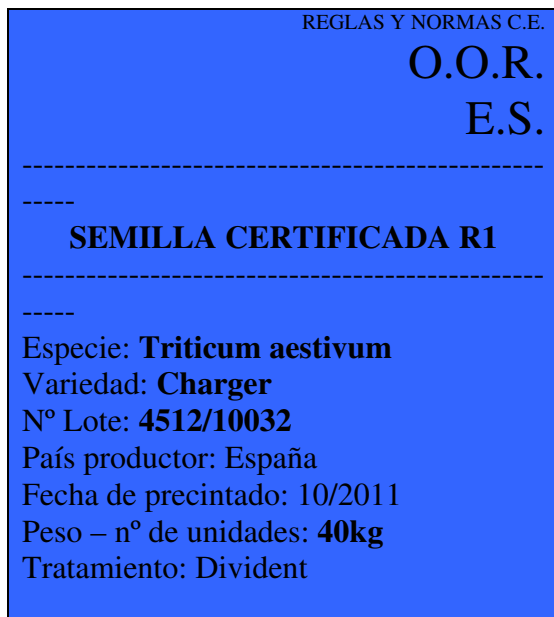 REGLAS Y NORMAS C.E.
O.O.R.
E.S.
-------------------------------------------------
-----
SEMILLA CERTIFICADA R1
-------------------------------------------------
-----
Especie: Triticum aestivum
Variedad: Charger
Nº Lote: 4512/10032
País productor: España
Fecha de precintado: 10/2011
Peso – nº de unidades: 40kg
Tratamiento: Divident